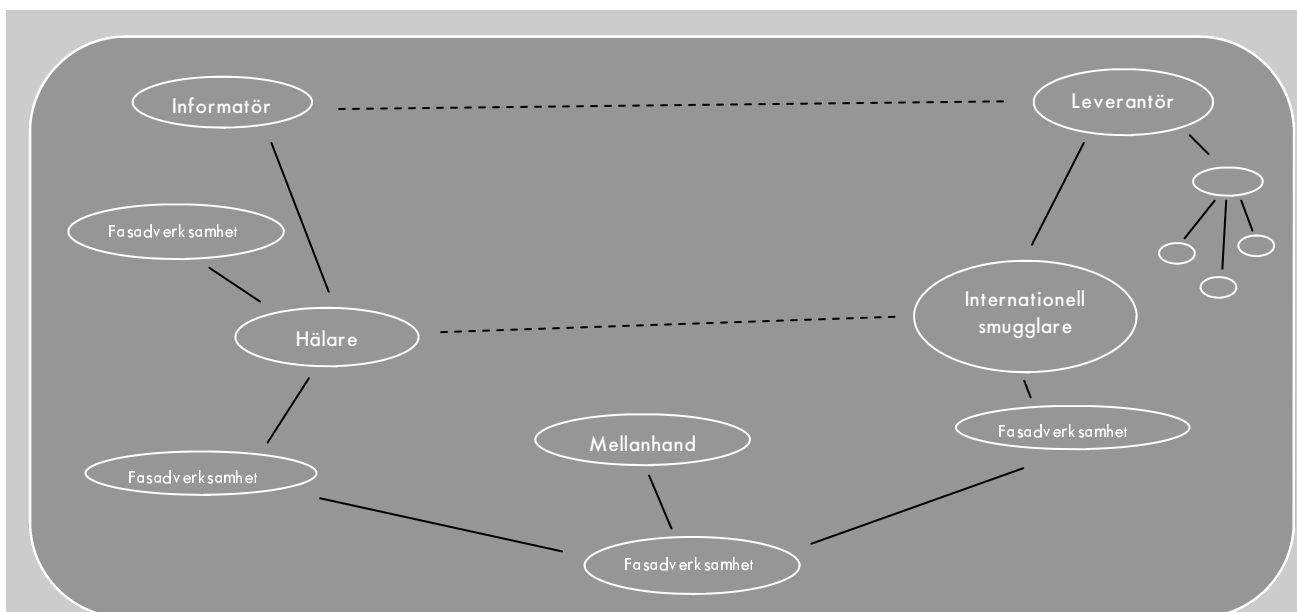 Informatör
Leverantör
Fasadverksamhet
Internationell
smugglare
Hälare
Mellanhand
Fasadverksamhet
Fasadverksamhet
Fasadverksamhet